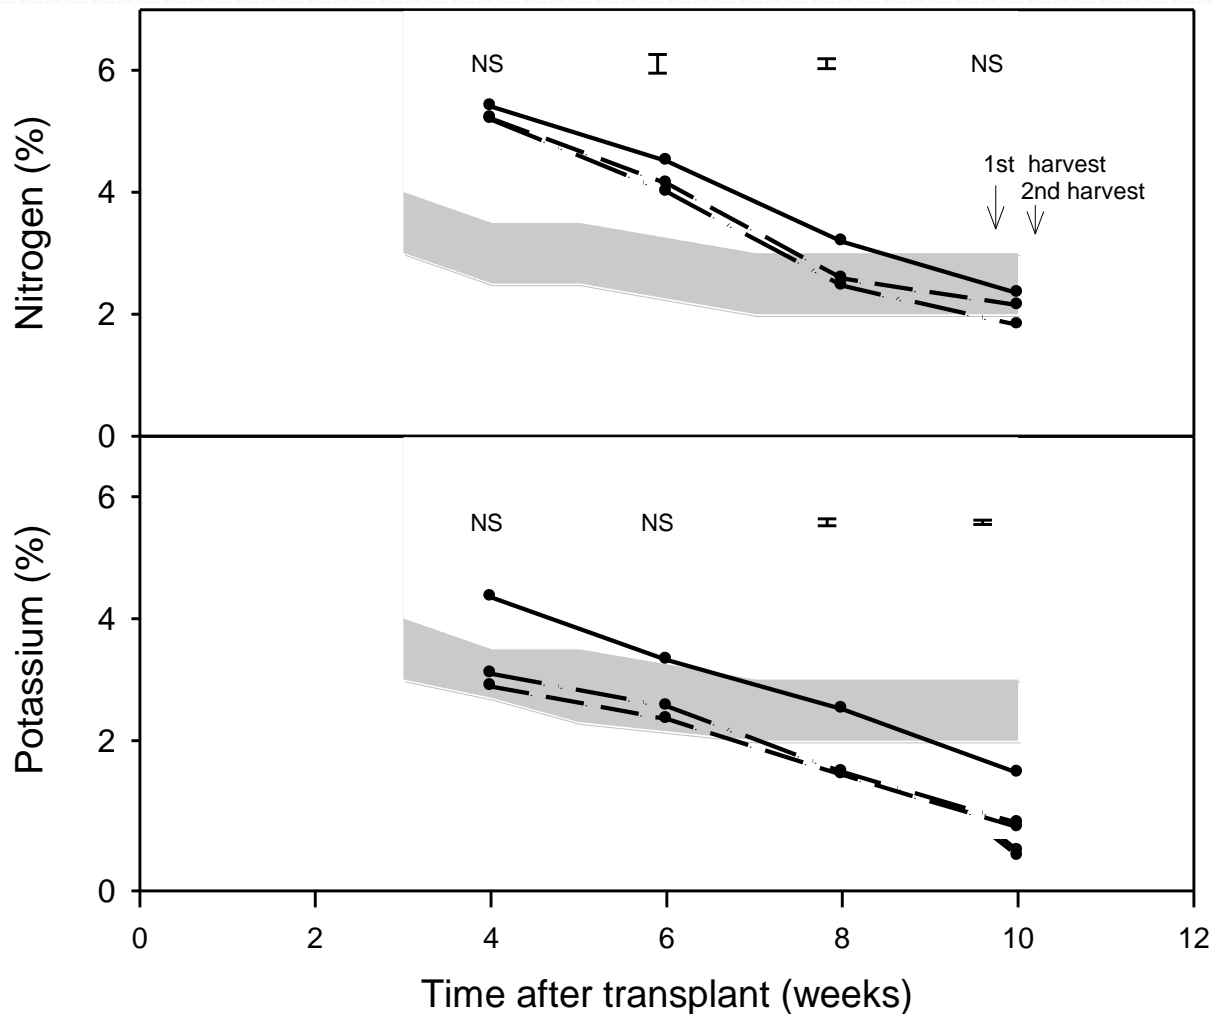 Nitrogen (%)
6
4
2
0
NS
NS
1st harvest
2nd harvest
Potassium (%)
6
4
2
0
NS
NS
0
2
4
6
8
10
12
Time after transplant (weeks)